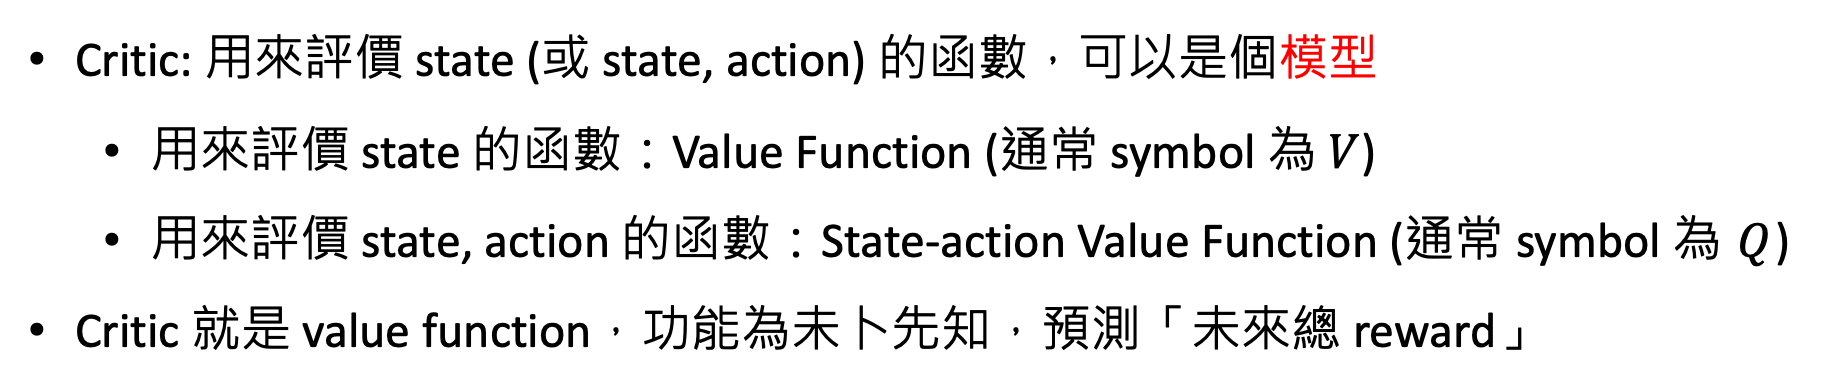 • Critic: 用來評價 state (或 state, action) 的函數，可以是個模型
• 用來評價 state 的函數：Value Function (通常 symbol 為 V)
• 用來評價 state, action 的函數：State-action Value Function (通常 symbol 為 Q)
• Critic 就是 value function，功能為未卜先知，預測「未來總 reward」